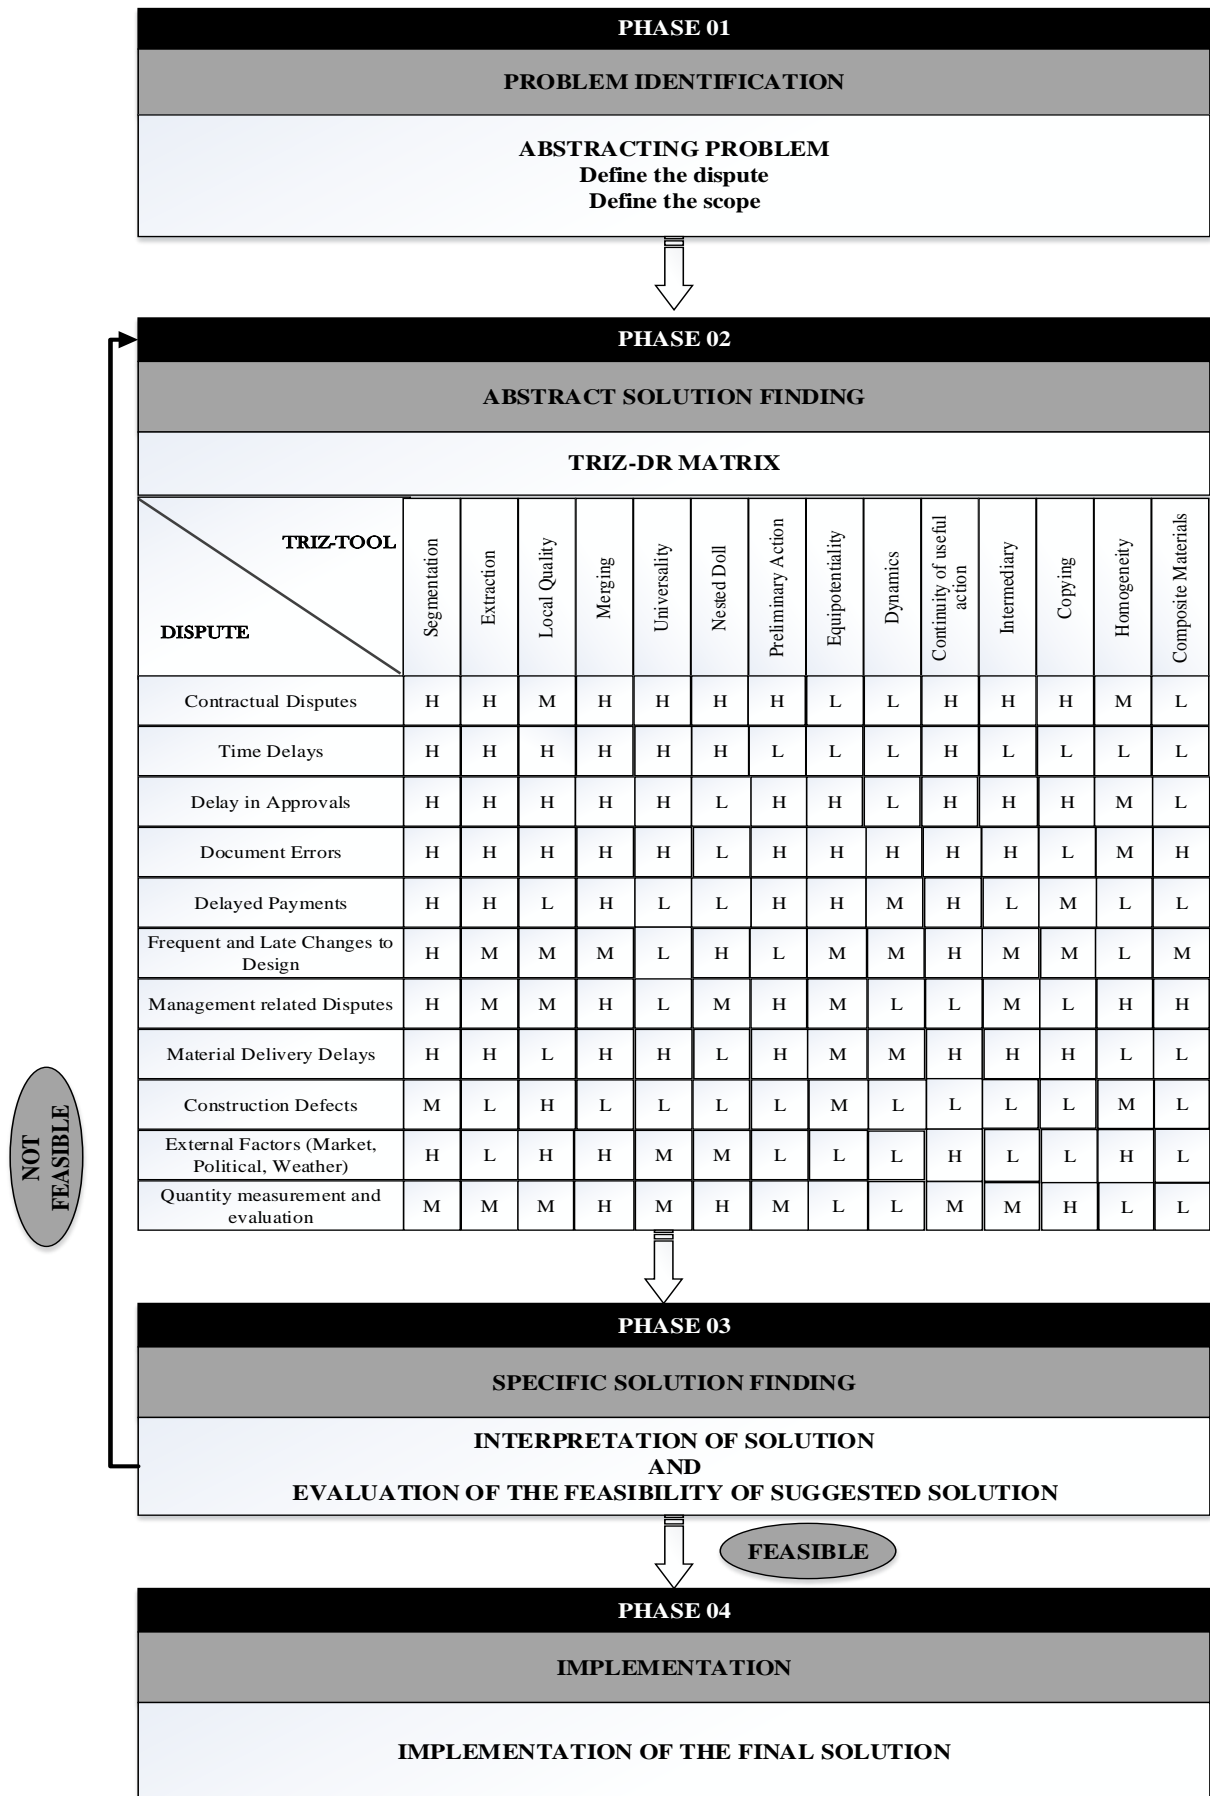 PHASE 01
PROBLEM IDENTIFICATION
ABSTRACTING PROBLEM
Define the dispute
Define the scope
PHASE 02
ABSTRACT SOLUTION FINDING
TRIZ-DR MATRIX
TRIZ-TOOL
DISPUTE
Segmentation
Extraction
Local Quality
Merging
Universality
Nested Doll
Preliminary Action
Equipotentiality
Dynamics
Continuity of useful
action
Intermediary
Copying
Homogeneity
Composite Materials
Contractual Disputes H H M H H H H L L H H H M L
Time Delays H H H H H H L L L H L L L L
Delay in Approvals H H H H H L H H L H H H M L
Document Errors H H H H H L H H H H H L M H
Delayed Payments H H L H L L H H M H L M L L
Frequent and Late Changes to
Design H M M M L H L M M H M M L M
Management related Disputes H M M H L M H M L L M L H H
Material Delivery Delays H H L H H L H M M H H H L L
Construction Defects M L H L L L L M L L L L M L
External Factors (Market,
Political, Weather) H L H H M M L L L H L L H L
Quantity measurement and
evaluation M M M H M H M L L M M H L L
NOT
FEASIBLE
PHASE 03
SPECIFIC SOLUTION FINDING
INTERPRETATION OF SOLUTION
AND
EVALUATION OF THE FEASIBILITY OF SUGGESTED SOLUTION
FEASIBLE
PHASE 04
IMPLEMENTATION
IMPLEMENTATION OF THE FINAL SOLUTION